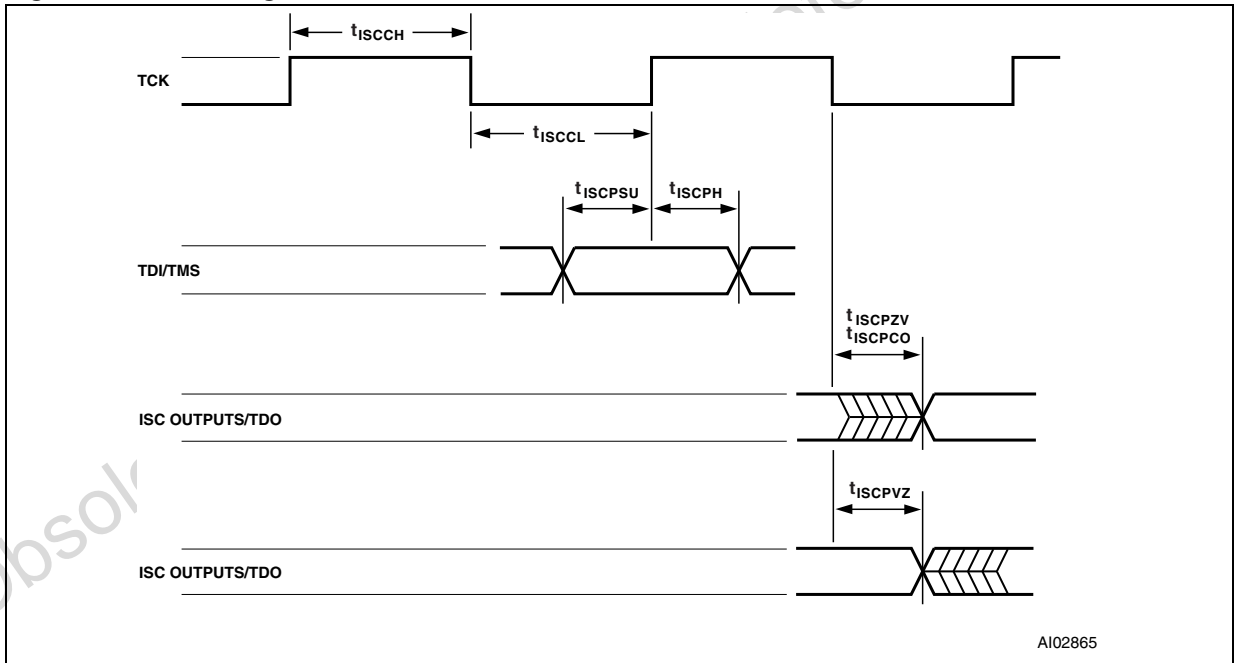 tISCCH
TCK
tISCCL
tISCPSU tISCPH
TDI/TMS
tISCPZV
tISCPCO
ISC OUTPUTS/TDO
tISCPVZ
ISC OUTPUTS/TDO
AI02865